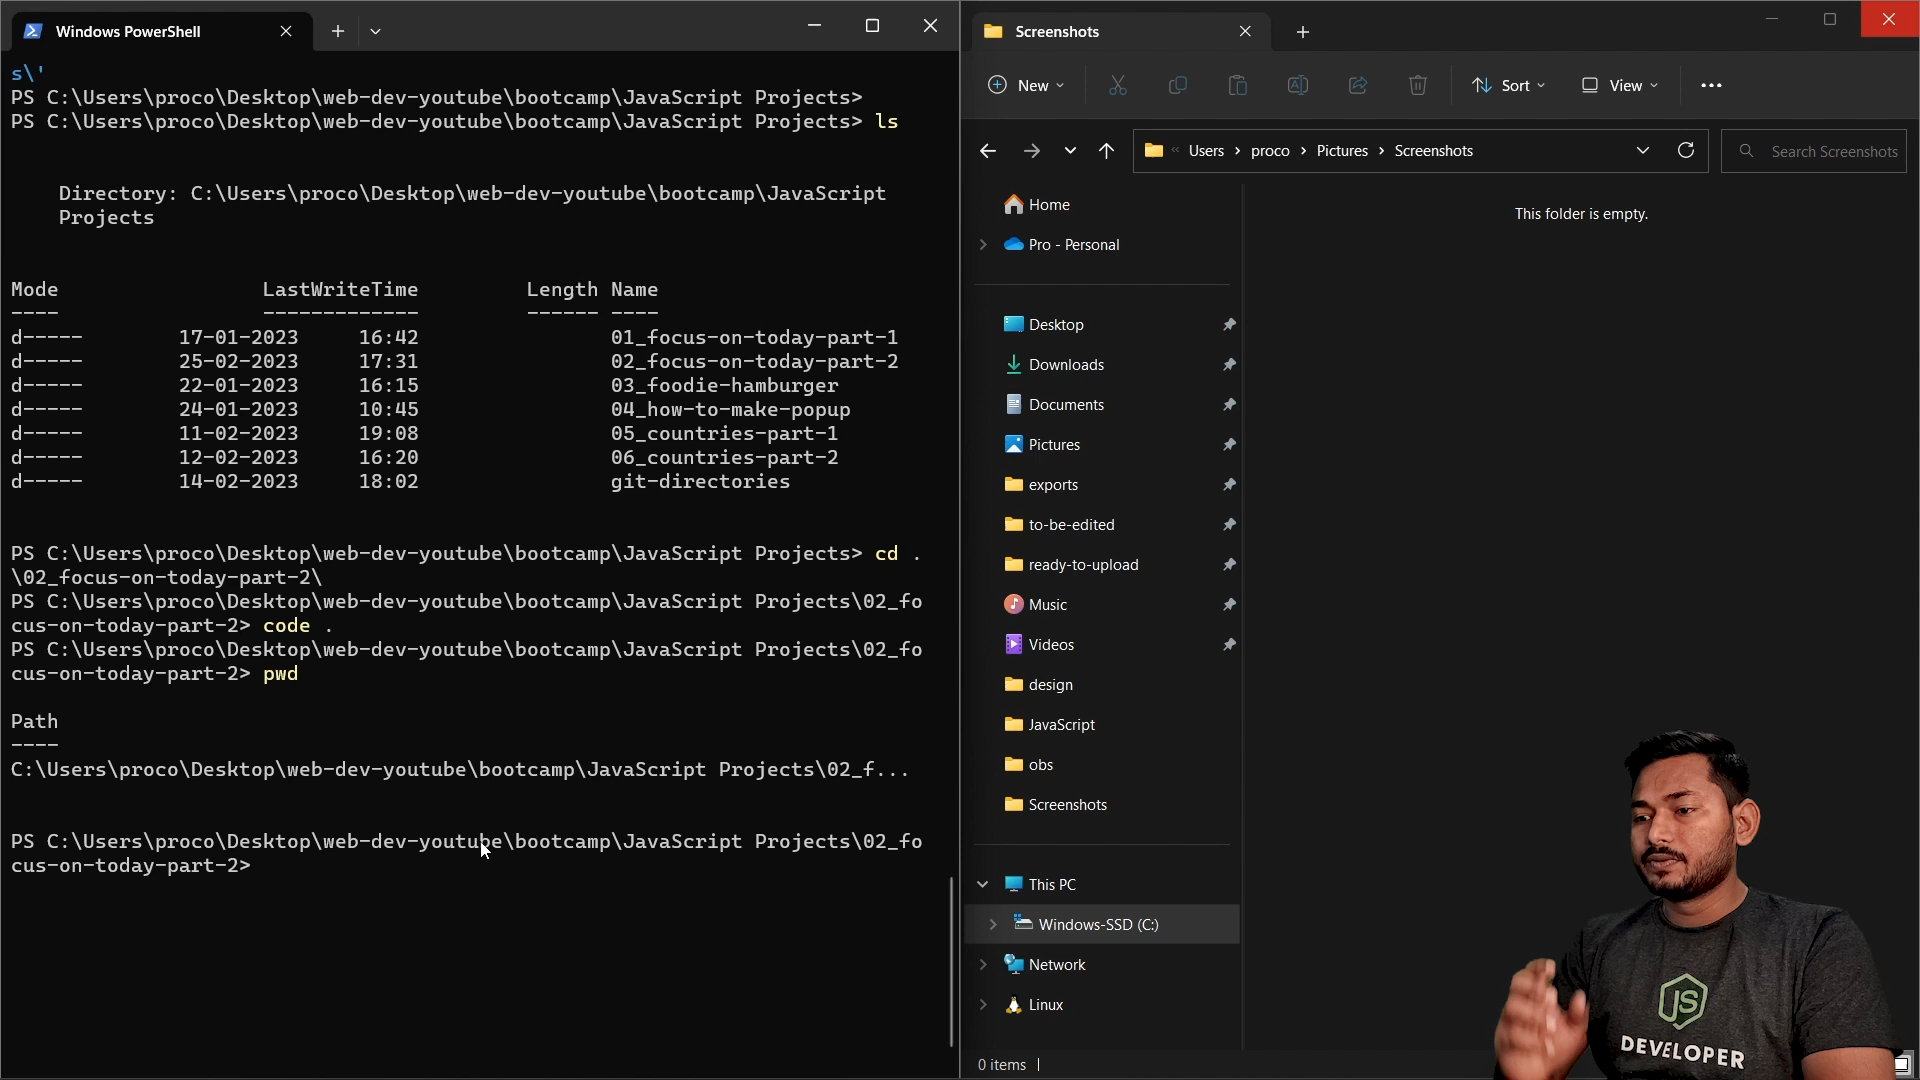 Windows PowerShell
s\'
PS C:\Users\proco\Desktop\web-dev-youtube\bootcamp\JavaScript Projects>
PS C:\Users\proco\Desktop\web-dev-youtube\bootcamp\JavaScript Projects> ls
Directory: C:\Users\proco\Desktop\web-dev-youtube\bootcamp\JavaScript
Projects
Mode LastWriteTime Length Name
---- ------------- ------ ----
d----- 17-01-2023 16:42 01_focus-on-today-part-1
d----- 25-02-2023 17:31 02_focus-on-today-part-2
d----- 22-01-2023 16:15 03_foodie-hamburger
d----- 24-01-2023 10:45 04_how-to-make-popup
d----- 11-02-2023 19:08 05_countries-part-1
d----- 12-02-2023 16:20 06_countries-part-2
d----- 14-02-2023 18:02 git-directories
PS C:\Users\proco\Desktop\web-dev-youtube\bootcamp\JavaScript Projects> cd .
\02_focus-on-today-part-2\
PS C:\Users\proco\Desktop\web-dev-youtube\bootcamp\JavaScript Projects\02_fo
cus-on-today-part-2> code .
PS C:\Users\proco\Desktop\web-dev-youtube\bootcamp\JavaScript Projects\02_fo
cus-on-today-part-2> pwd
Path
----
C:\Users\proco\Desktop\web-dev-youtube\bootcamp\JavaScript Projects\02_f...
PS C:\Users\proco\Desktop\web-dev-youtube\bootcamp\JavaScript Projects\02_fo
cus-on-today-part-2>
Screenshots
New Sort View
« Users > proco > Pictures > Screenshots
Search Screenshots
Home
Pro - Personal
Desktop
Downloads
Documents
Pictures
exports
to-be-edited
ready-to-upload
Music
Videos
design
JavaScript
obs
Screenshots
This PC
Windows-SSD (C:)
Network
Linux
0 items
This folder is empty.
JS
DEVELOPER